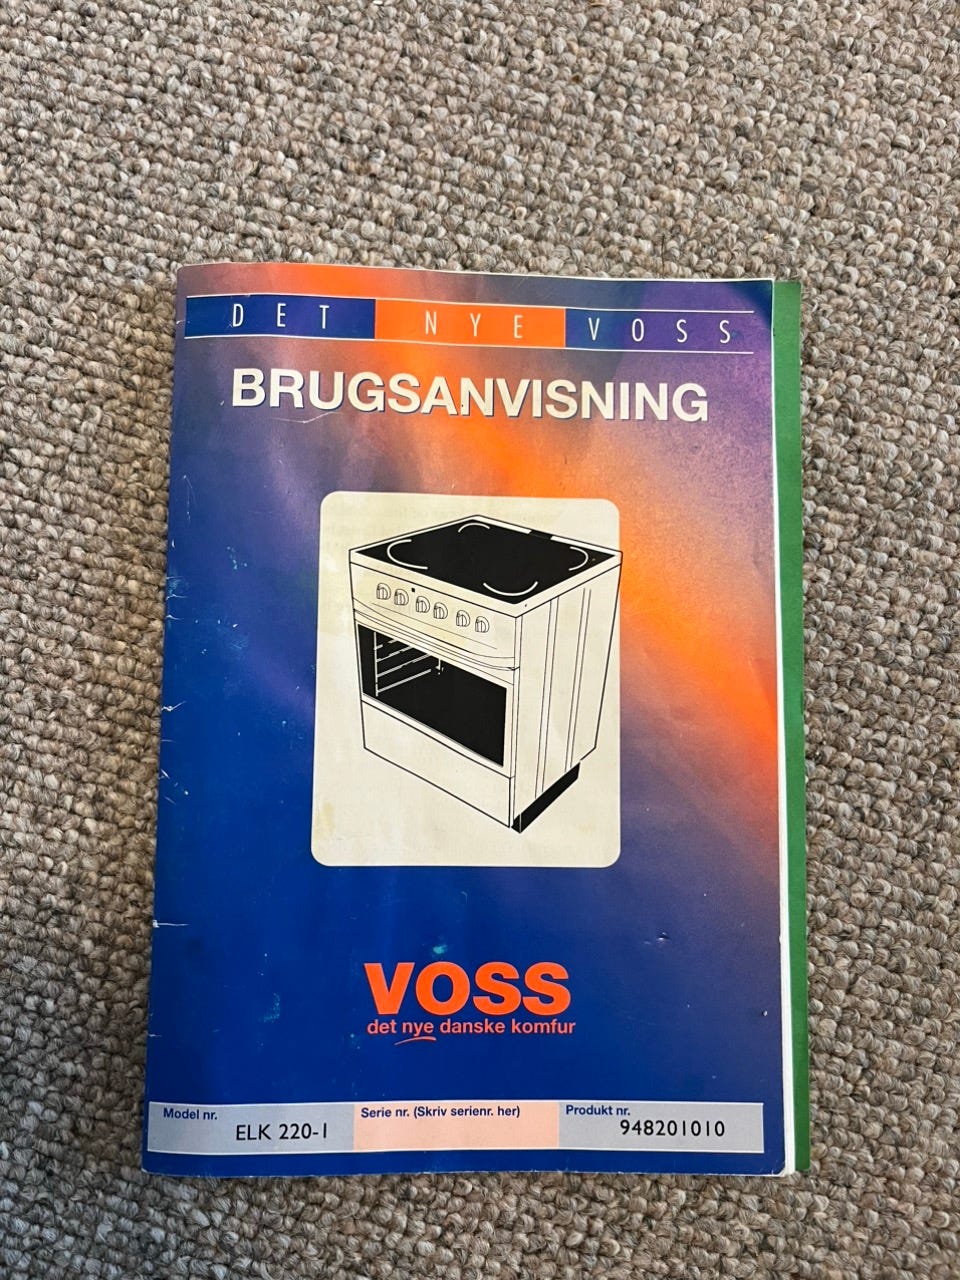 DET NYE VOSS
BRUGSANVISNING
VOSS
det nye danske komfur
Model nr. Serie nr. (Skriv serienr. her) Produkt nr.
ELK 220-1 948201010